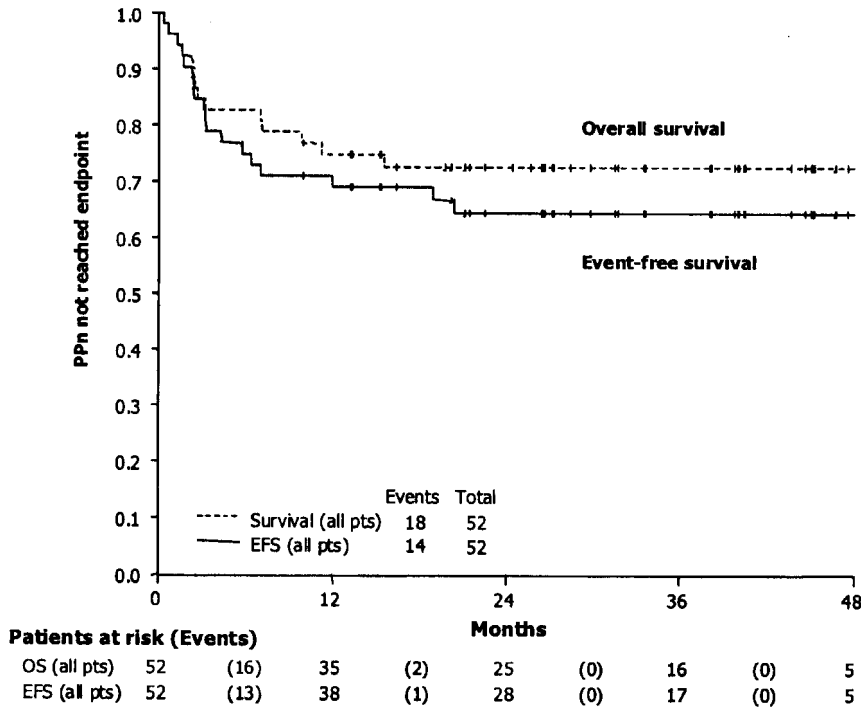 1.0
0.9
0.8
0.7
0.6
0.5
0.4
0.3
0.2
0.1
0.0
PPn not reached endpoint
Overall survival
Event-free survival
Events Total
Survival (all pts) 18 52
EFS (all pts) 14 52
0 12 24 36 48
Months
Patients at risk (Events)
OS (all pts) 52 (16) 35 (2) 25 (0) 16 (0) 5
EFS (all pts) 52 (13) 38 (1) 28 (0) 17 (0) 5